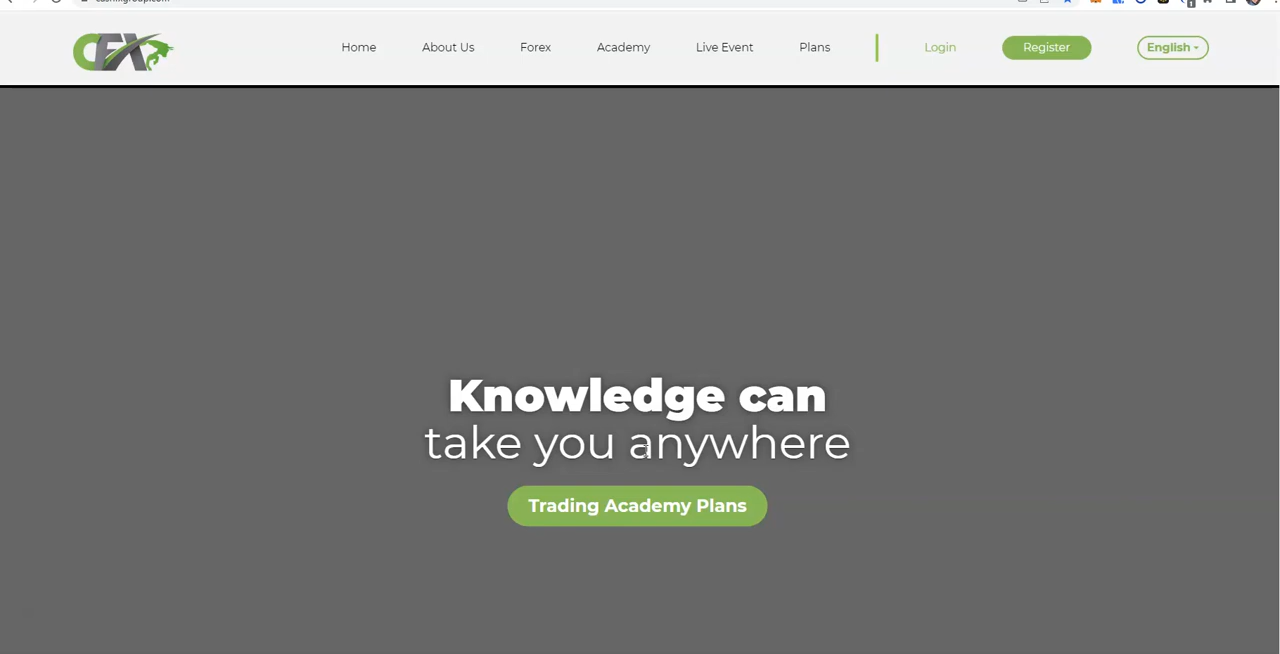 CFX
Home About Us Forex Academy Live Event Plans Login Register English
Knowledge can
take you anywhere
Trading Academy Plans